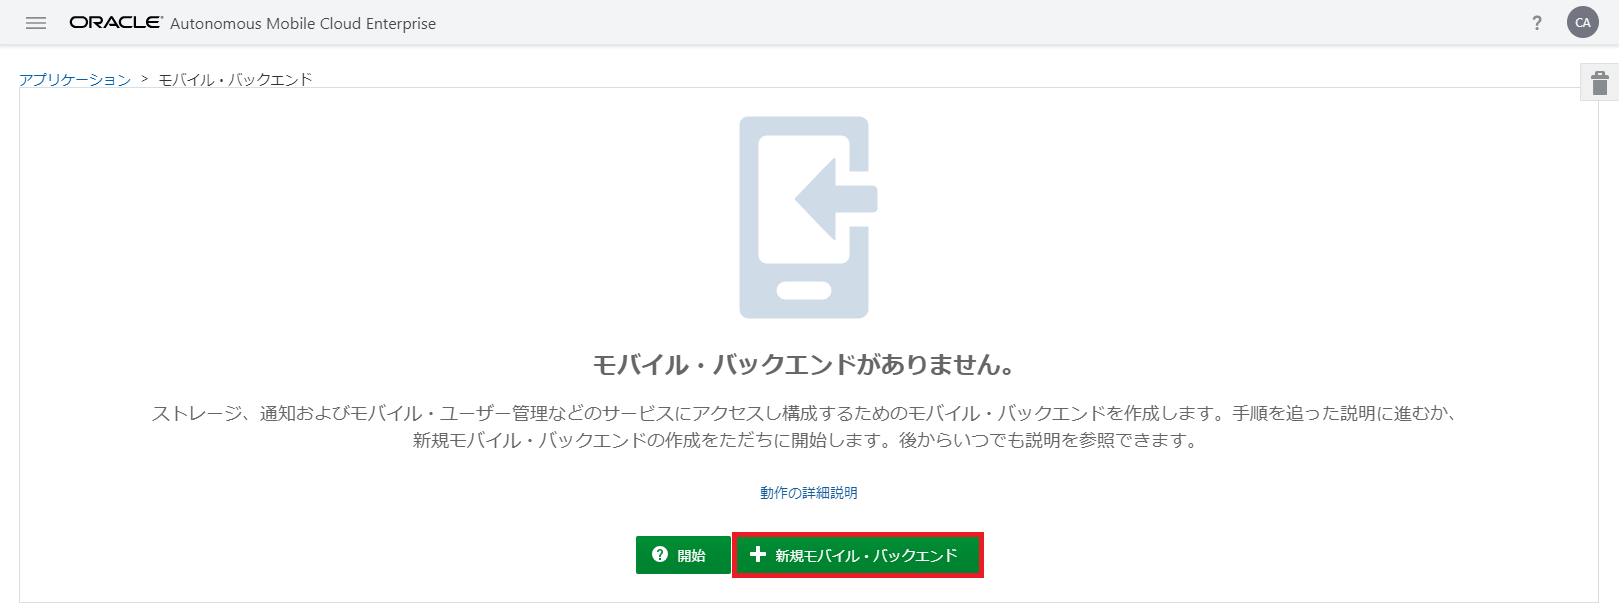 ORACLE Autonomous Mobile Cloud Enterprise ? CA
アプリケーション > モバイル・バックエンド
モバイル・バックエンドがありません。
ストレージ、通知およびモバイル・ユーザー管理などのサービスにアクセスし構成するためのモバイル・バックエンドを作成します。手順を追った説明に進むか、
新規モバイル・バックエンドの作成をただちに開始します。後からいつでも説明を参照できます。
動作の詳細説明
? 開始 + 新規モバイル・バックエンド